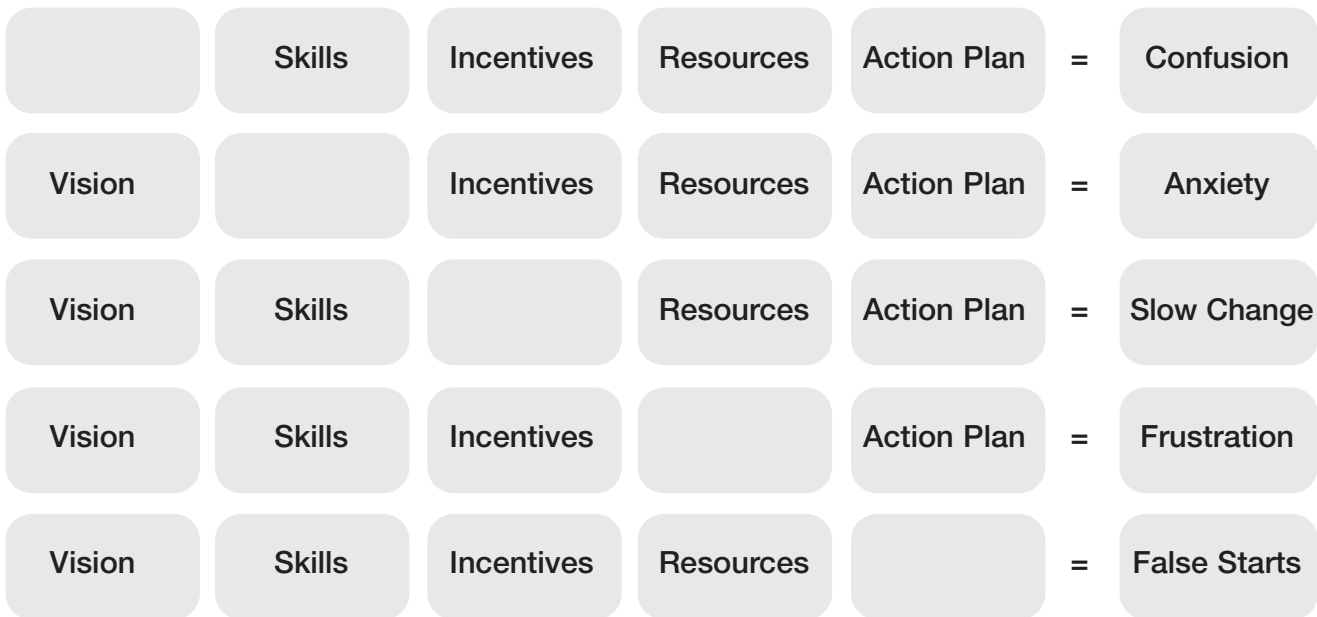 Skills Incentives Resources Action Plan = Confusion
Vision Incentives Resources Action Plan = Anxiety
Vision Skills Resources Action Plan = Slow Change
Vision Skills Incentives Action Plan = Frustration
Vision Skills Incentives Resources = False Starts